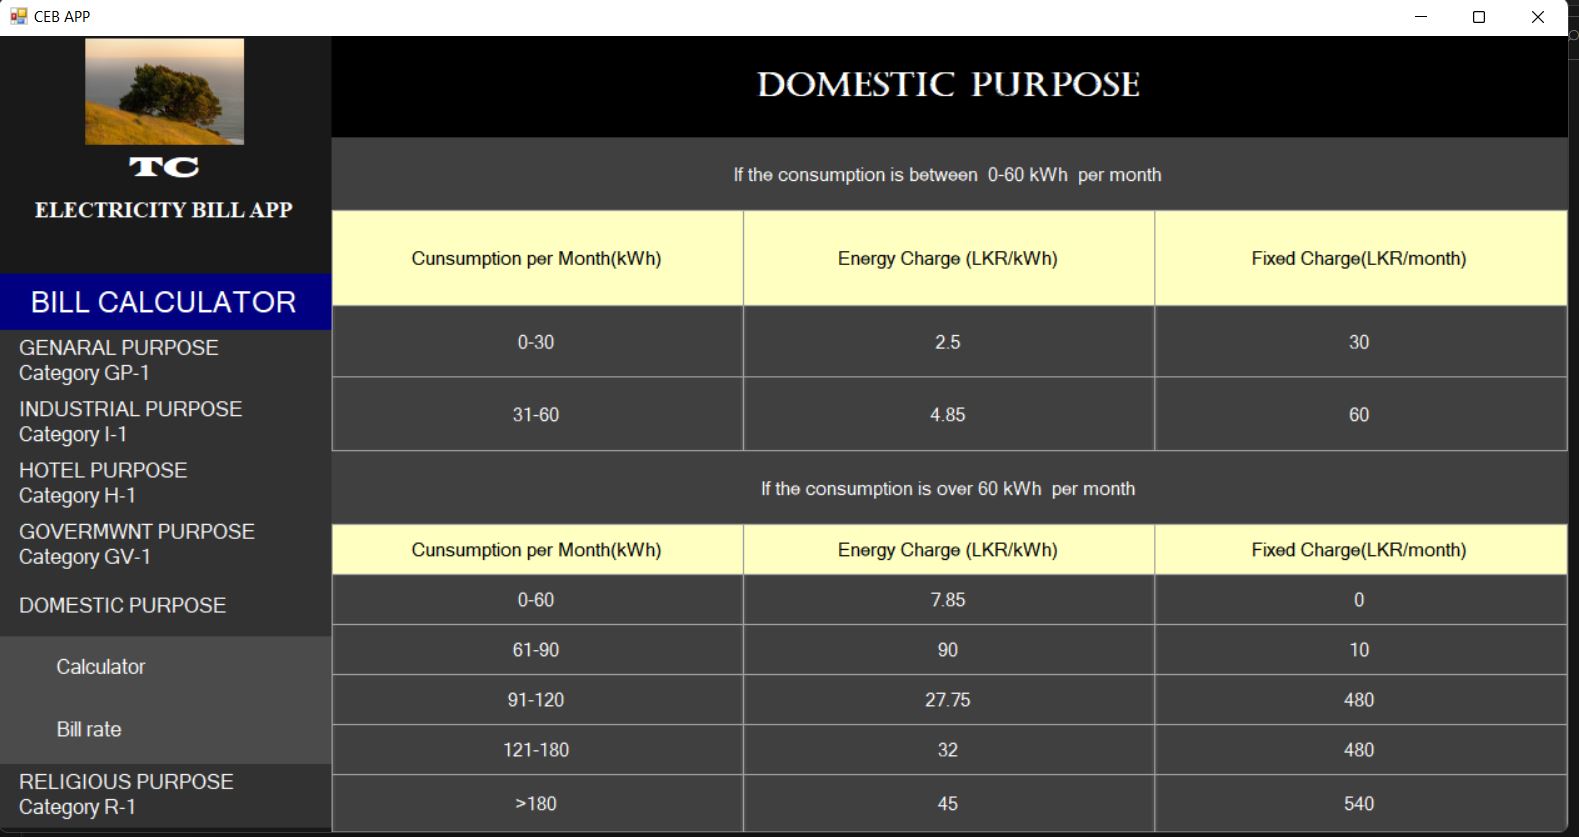 CEB APP
TC
ELECTRICITY BILL APP
BILL CALCULATOR
GENARAL PURPOSE
Category GP-1
INDUSTRIAL PURPOSE
Category I-1
HOTEL PURPOSE
Category H-1
GOVERMWNT PURPOSE
Category GV-1
DOMESTIC PURPOSE
Calculator
Bill rate
RELIGIOUS PURPOSE
Category R-1
DOMESTIC PURPOSE
If the consumption is between 0-60 kWh per month
Cunsumption per Month(kWh) Energy Charge (LKR/kWh) Fixed Charge(LKR/month)
0-30 2.5 30
31-60 4.85 60
If the consumption is over 60 kWh per month
Cunsumption per Month(kWh) Energy Charge (LKR/kWh) Fixed Charge(LKR/month)
0-60 7.85 0
61-90 90 10
91-120 27.75 480
121-180 32 480
>180 45 540